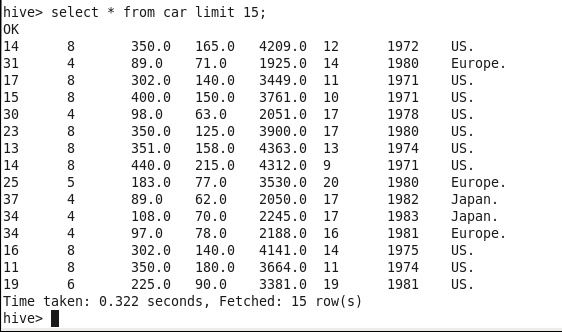 hive> select * from car limit 15;
OK
14 8 350.0 165.0 4209.0 12 1972 US.
31 4 89.0 71.0 1925.0 14 1980 Europe.
17 8 302.0 140.0 3449.0 11 1971 US.
15 8 400.0 150.0 3761.0 10 1971 US.
30 4 98.0 63.0 2051.0 17 1978 US.
23 8 350.0 125.0 3900.0 17 1980 US.
13 8 351.0 158.0 4363.0 13 1974 US.
14 8 440.0 215.0 4312.0 9 1971 US.
25 5 183.0 77.0 3530.0 20 1980 Europe.
37 4 89.0 62.0 2050.0 17 1982 Japan.
34 4 108.0 70.0 2245.0 17 1983 Japan.
34 4 97.0 78.0 2188.0 16 1981 Europe.
16 8 302.0 140.0 4141.0 14 1975 US.
11 8 350.0 180.0 3664.0 11 1974 US.
19 6 225.0 90.0 3381.0 19 1981 US.
Time taken: 0.322 seconds, Fetched: 15 row(s)
hive>